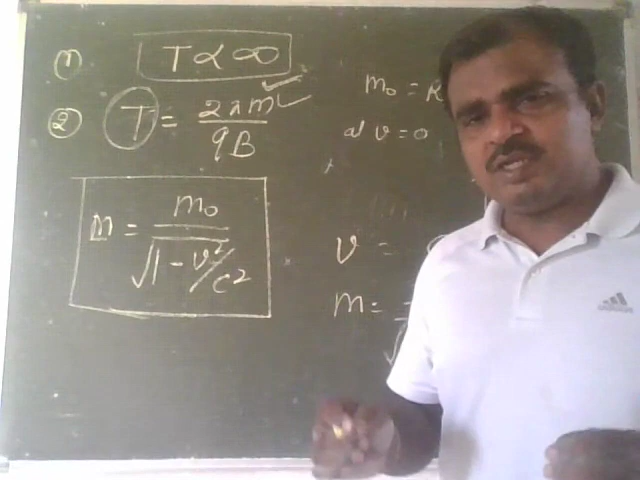 (1) T ∝ ∞
(2) T = 2πm / qB
m = m₀ / √1 - v²/c²
m₀ = R
at v = 0
v =
m =
adidas